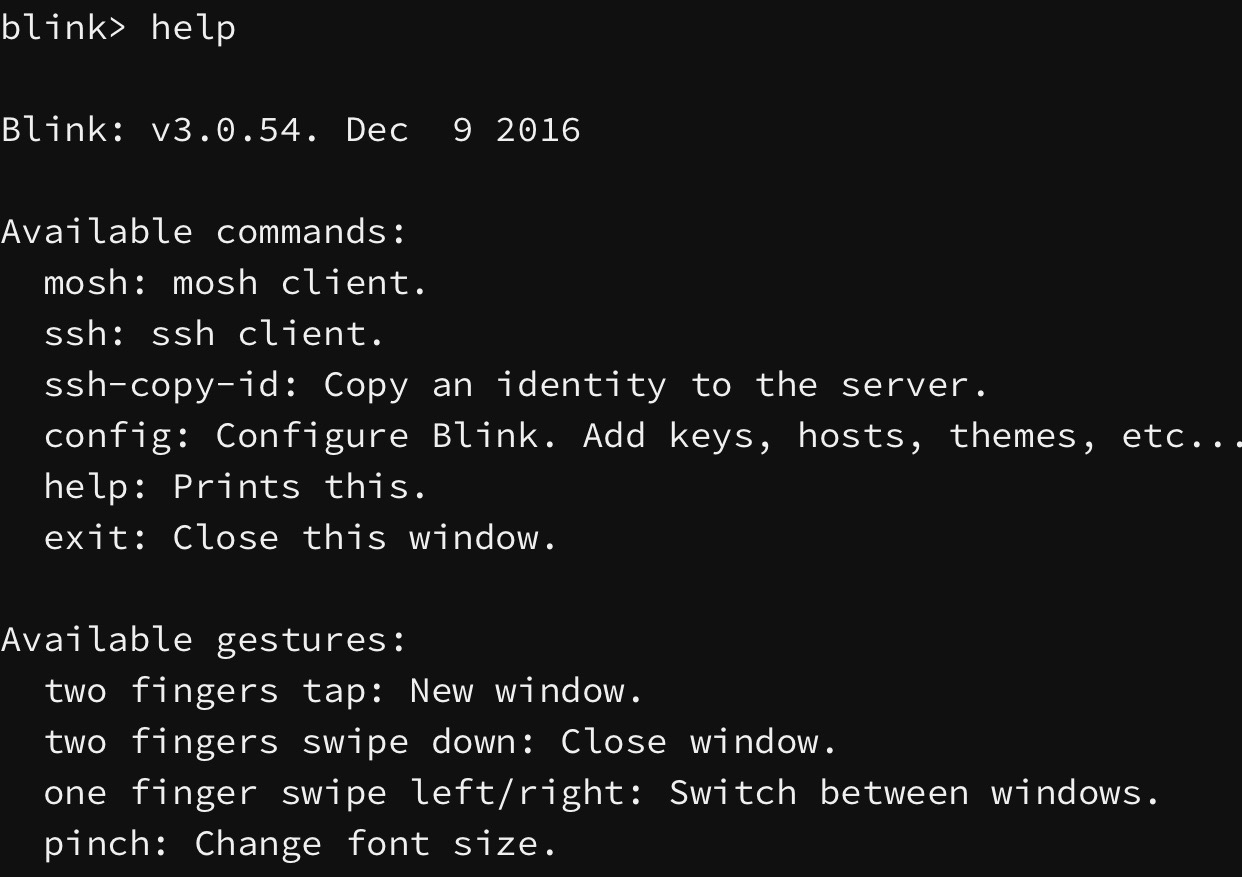 blink> help
Blink: v3.0.54. Dec  9 2016
Available commands:
  mosh: mosh client.
  ssh: ssh client.
  ssh-copy-id: Copy an identity to the server.
  config: Configure Blink. Add keys, hosts, themes, etc...
  help: Prints this.
  exit: Close this window.
Available gestures:
  two fingers tap: New window.
  two fingers swipe down: Close window.
  one finger swipe left/right: Switch between windows.
  pinch: Change font size.